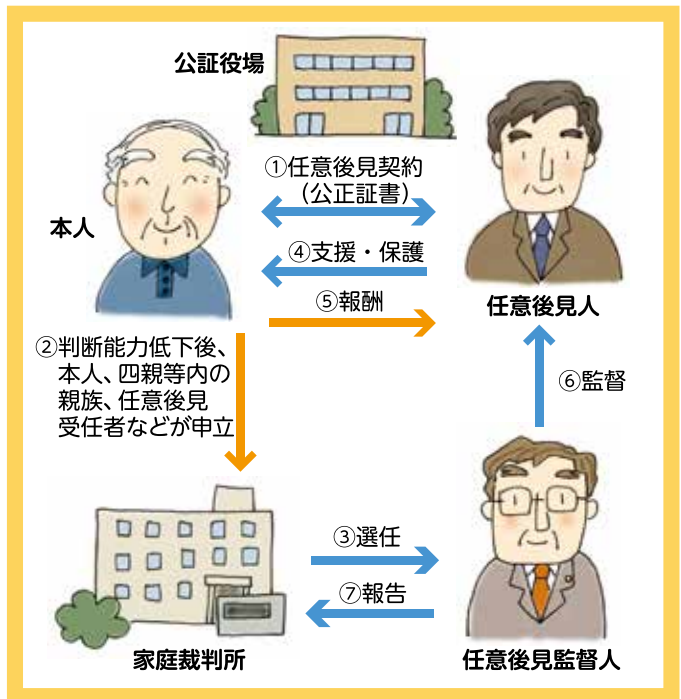 公証役場
①任意後見契約
（公正証書）
本人
④支援・保護
⑤報酬
任意後見人
②判断能力低下後、
本人、四親等内の
親族、任意後見
受任者などが申立
⑥監督
③選任
⑦報告
家庭裁判所
任意後見監督人